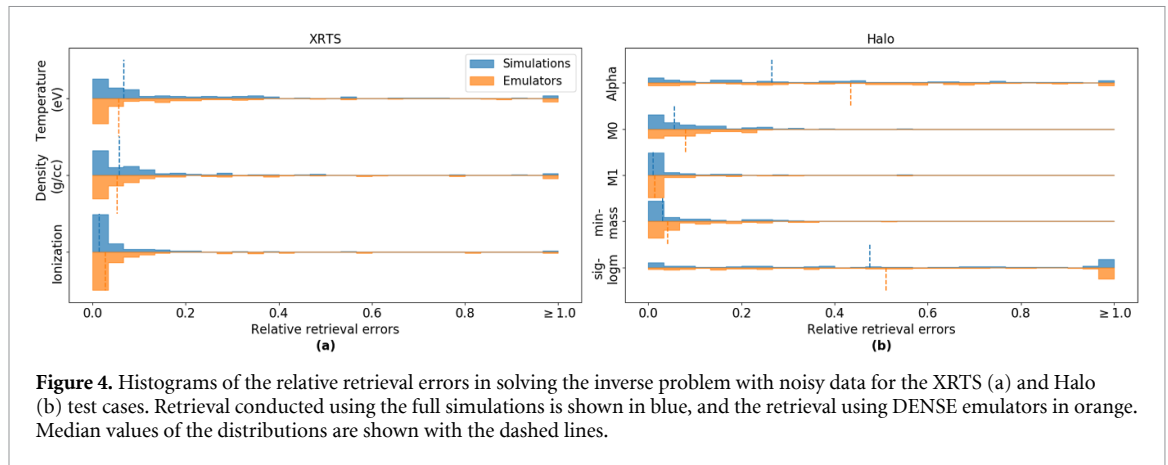 XRTS
Simulations
Emulators
Temperature
(eV)
Density
(g/cc)
Ionization
0.0 0.2 0.4 0.6 0.8 ≥ 1.0
Relative retrieval errors
(a)
Halo
Alpha
M0
M1
min-
mass
sig-
logm
0.0 0.2 0.4 0.6 0.8 ≥ 1.0
Relative retrieval errors
(b)
Figure 4. Histograms of the relative retrieval errors in solving the inverse problem with noisy data for the XRTS (a) and Halo
(b) test cases. Retrieval conducted using the full simulations is shown in blue, and the retrieval using DENSE emulators in orange.
Median values of the distributions are shown with the dashed lines.